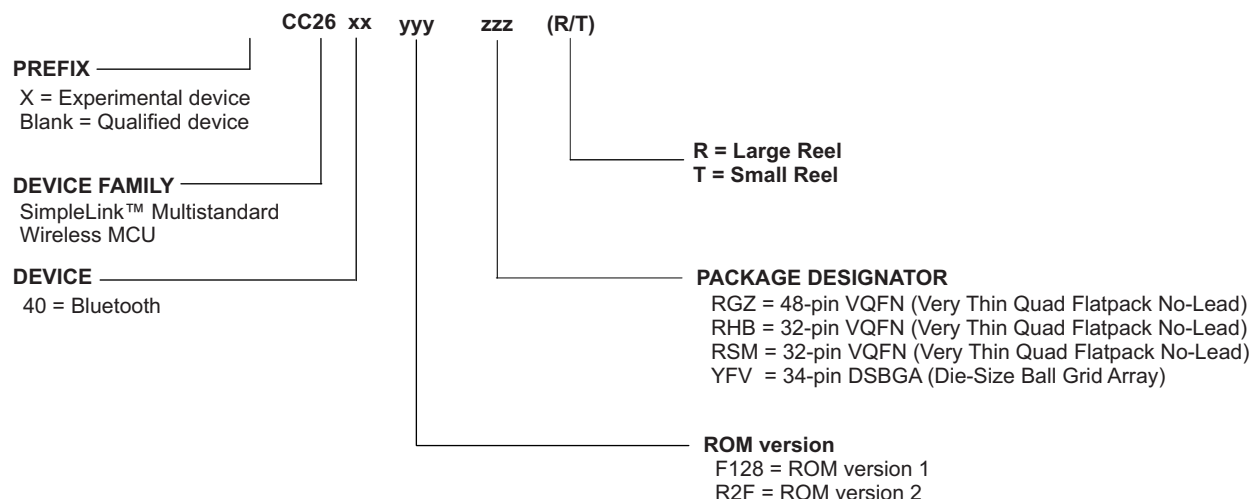 CC26 xx yyy zzz (R/T)
PREFIX
X = Experimental device
Blank = Qualified device
R = Large Reel
T = Small Reel
DEVICE FAMILY
SimpleLink™ Multistandard
Wireless MCU
DEVICE
40 = Bluetooth
PACKAGE DESIGNATOR
RGZ = 48-pin VQFN (Very Thin Quad Flatpack No-Lead)
RHB = 32-pin VQFN (Very Thin Quad Flatpack No-Lead)
RSM = 32-pin VQFN (Very Thin Quad Flatpack No-Lead)
YFV = 34-pin DSBGA (Die-Size Ball Grid Array)
ROM version
F128 = ROM version 1
R2F = ROM version 2